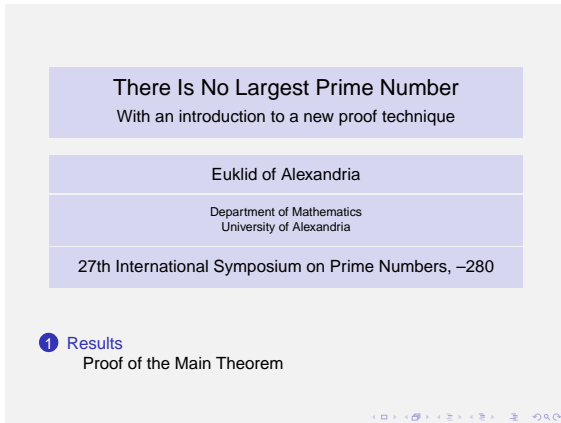 There Is No Largest Prime Number
With an introduction to a new proof technique
Euklid of Alexandria
Department of Mathematics
University of Alexandria
27th International Symposium on Prime Numbers, –280
1 Results
Proof of the Main Theorem